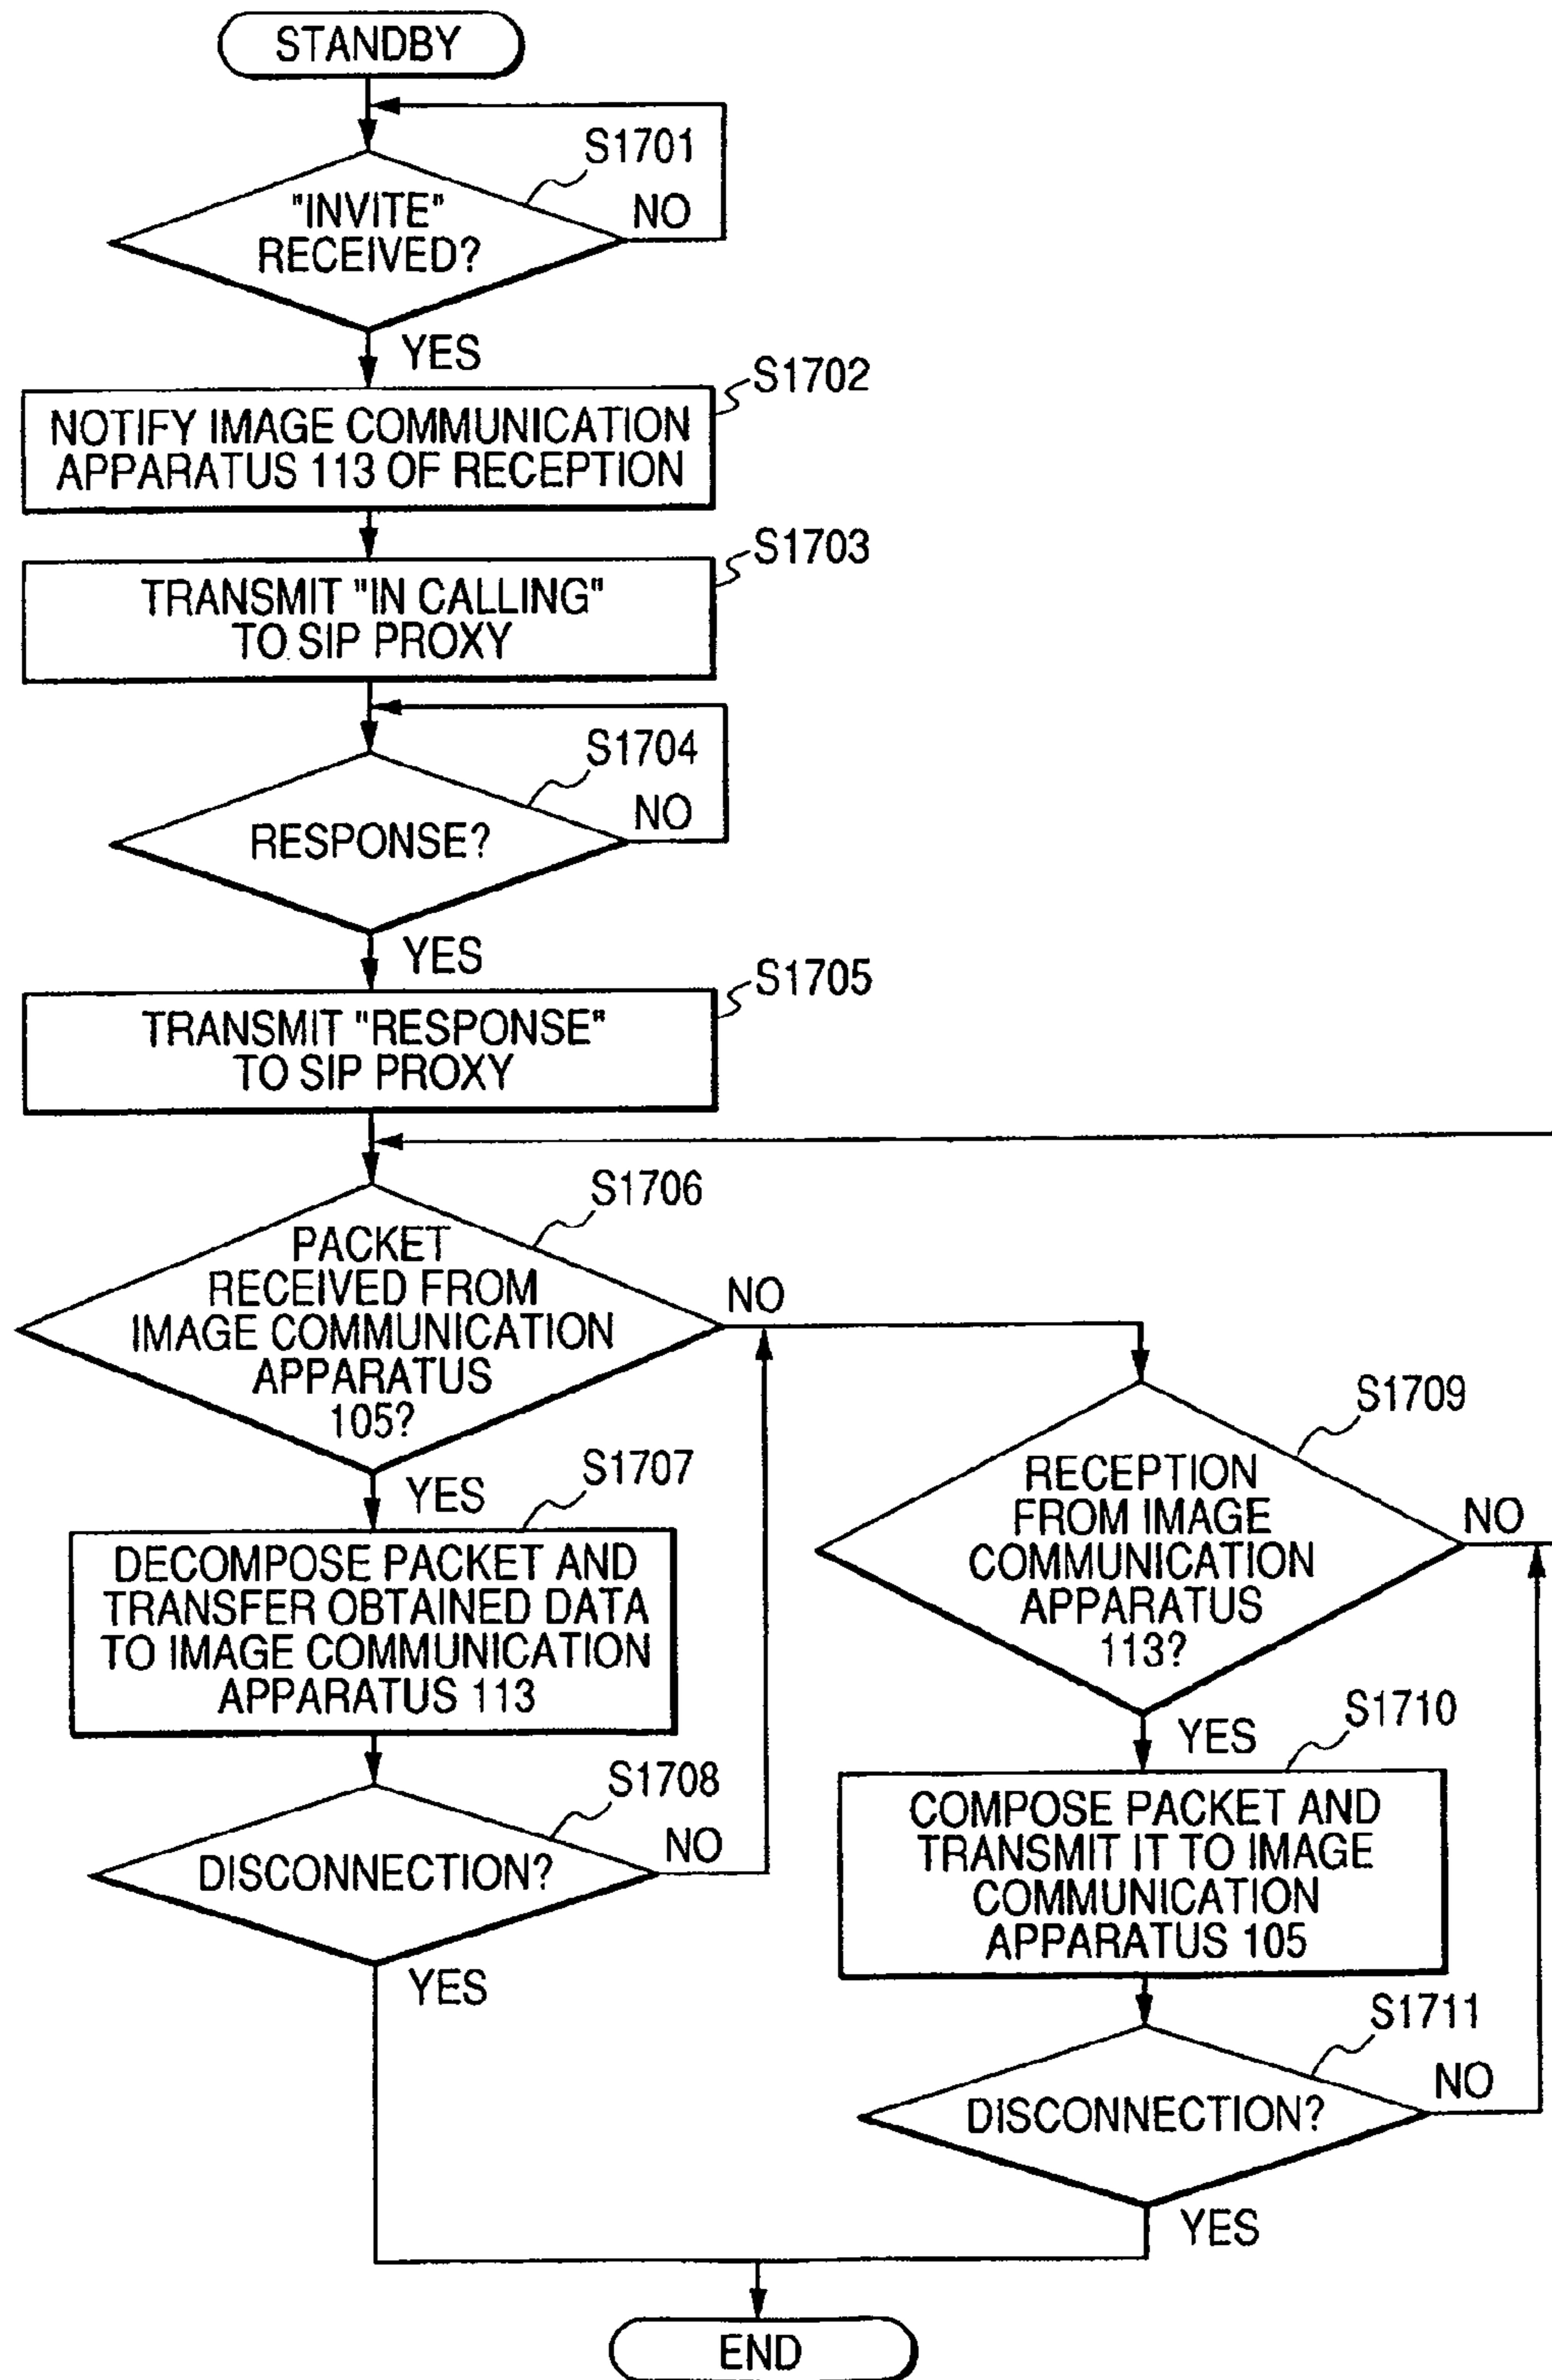 STANDBY
S1701
"INVITE"
RECEIVED?
NO
YES
S1702
NOTIFY IMAGE COMMUNICATION
APPARATUS 113 OF RECEPTION
S1703
TRANSMIT "IN CALLING"
TO SIP PROXY
S1704
RESPONSE?
NO
YES
S1705
TRANSMIT "RESPONSE"
TO SIP PROXY
S1706
PACKET
RECEIVED FROM
IMAGE COMMUNICATION
APPARATUS
105?
NO
YES
S1707
DECOMPOSE PACKET AND
TRANSFER OBTAINED DATA
TO IMAGE COMMUNICATION
APPARATUS 113
S1708
DISCONNECTION?
NO
YES
S1709
RECEPTION
FROM IMAGE
COMMUNICATION
APPARATUS
113?
NO
YES
S1710
COMPOSE PACKET AND
TRANSMIT IT TO IMAGE
COMMUNICATION
APPARATUS 105
S1711
DISCONNECTION?
NO
YES
END